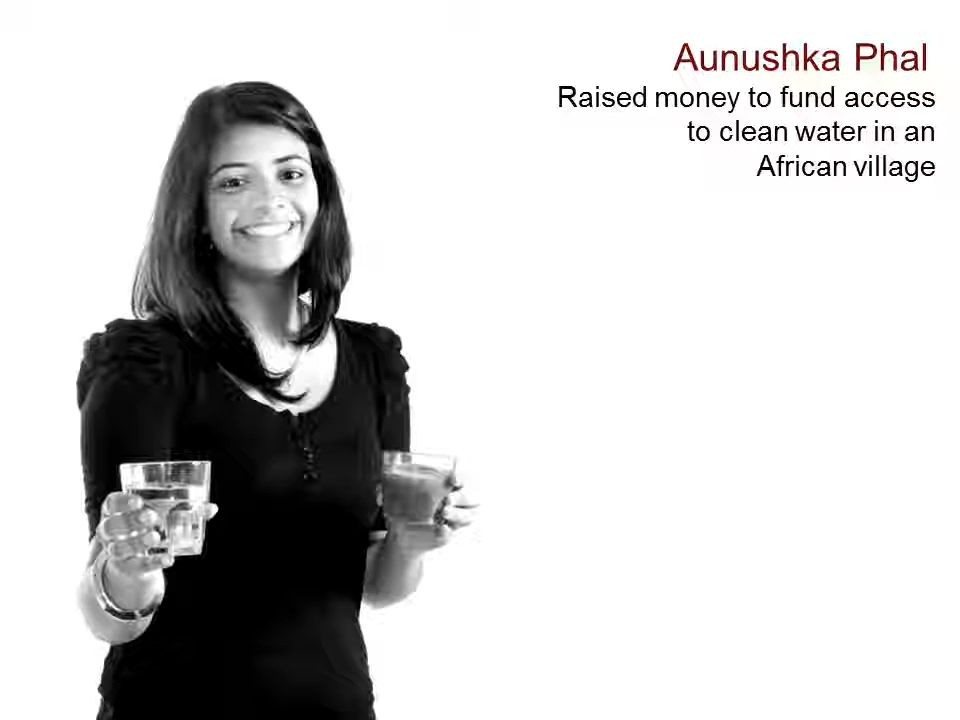 Aunushka Phal
Raised money to fund access
to clean water in an
African village